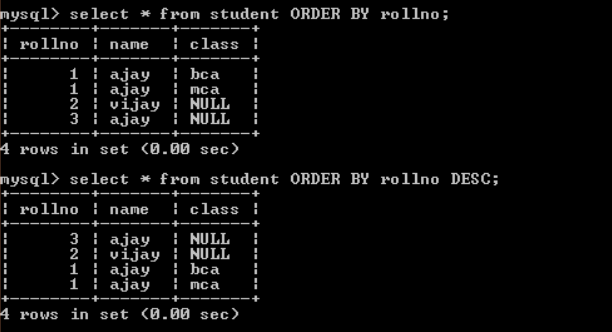 mysql> select * from student ORDER BY rollno;
+--------+-------+-------+
| rollno | name  | class |
+--------+-------+-------+
|      1 | ajay  | bca   |
|      1 | ajay  | mca   |
|      2 | vijay | NULL  |
|      3 | ajay  | NULL  |
+--------+-------+-------+
4 rows in set (0.00 sec)
mysql> select * from student ORDER BY rollno DESC;
+--------+-------+-------+
| rollno | name  | class |
+--------+-------+-------+
|      3 | ajay  | NULL  |
|      2 | vijay | NULL  |
|      1 | ajay  | bca   |
|      1 | ajay  | mca   |
+--------+-------+-------+
4 rows in set (0.00 sec)